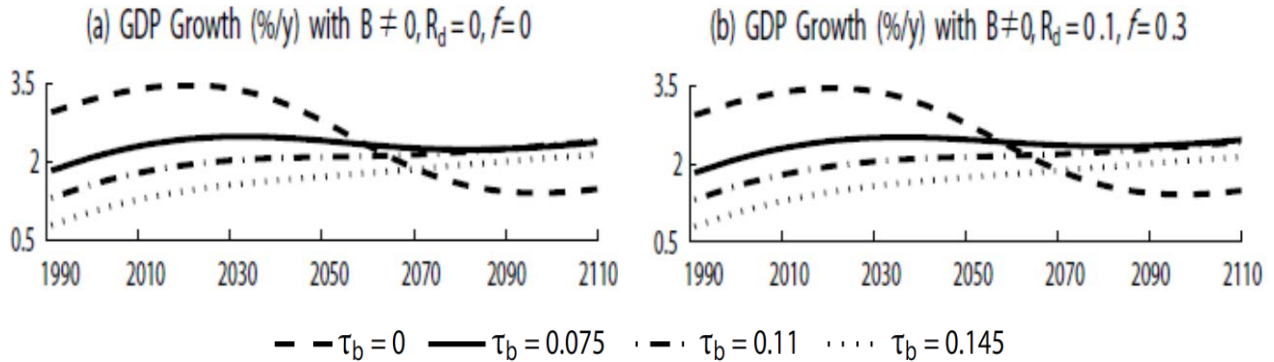 (a) GDP Growth (%/y) with B ≠ 0, R_d = 0, f = 0
3.5
2
0.5
1990 2010 2030 2050 2070 2090 2110
(b) GDP Growth (%/y) with B≠0, R_d = 0.1, f = 0.3
3.5
2
0.5
1990 2010 2030 2050 2070 2090 2110
τ_b = 0 τ_b = 0.075 τ_b = 0.11 τ_b = 0.145